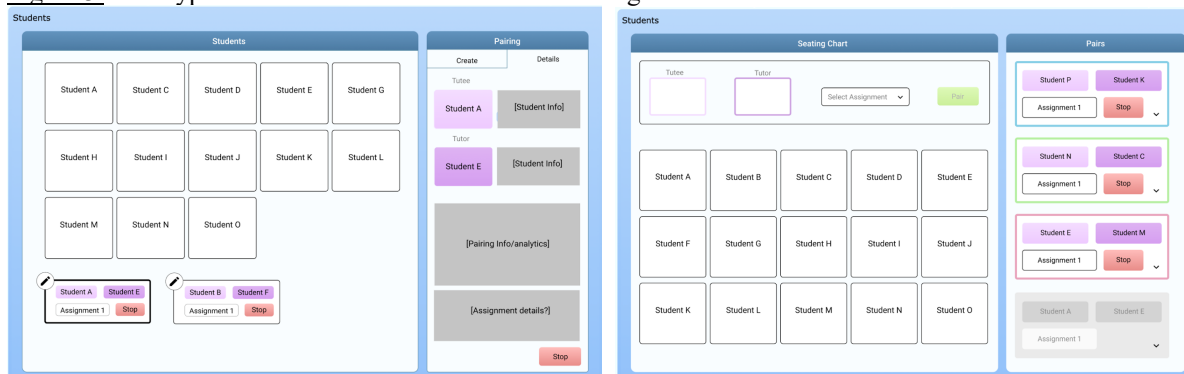 Students
Students
Student A
Student C
Student D
Student E
Student G
Student H
Student I
Student J
Student K
Student L
Student M
Student N
Student O
Student A
Student E
Assignment 1
Stop
Student B
Student F
Assignment 1
Stop
Pairing
Create
Details
Tutee
Student A
[Student Info]
Tutor
Student E
[Student Info]
[Pairing Info/analytics]
[Assignment details?]
Stop
Students
Seating Chart
Tutee
Tutor
Select Assignment
Pair
Student A
Student B
Student C
Student D
Student E
Student F
Student G
Student H
Student I
Student J
Student K
Student L
Student M
Student N
Student O
Pairs
Student P
Student K
Assignment 1
Stop
Student N
Student C
Assignment 1
Stop
Student E
Student M
Assignment 1
Stop
Student A
Student E
Assignment 1